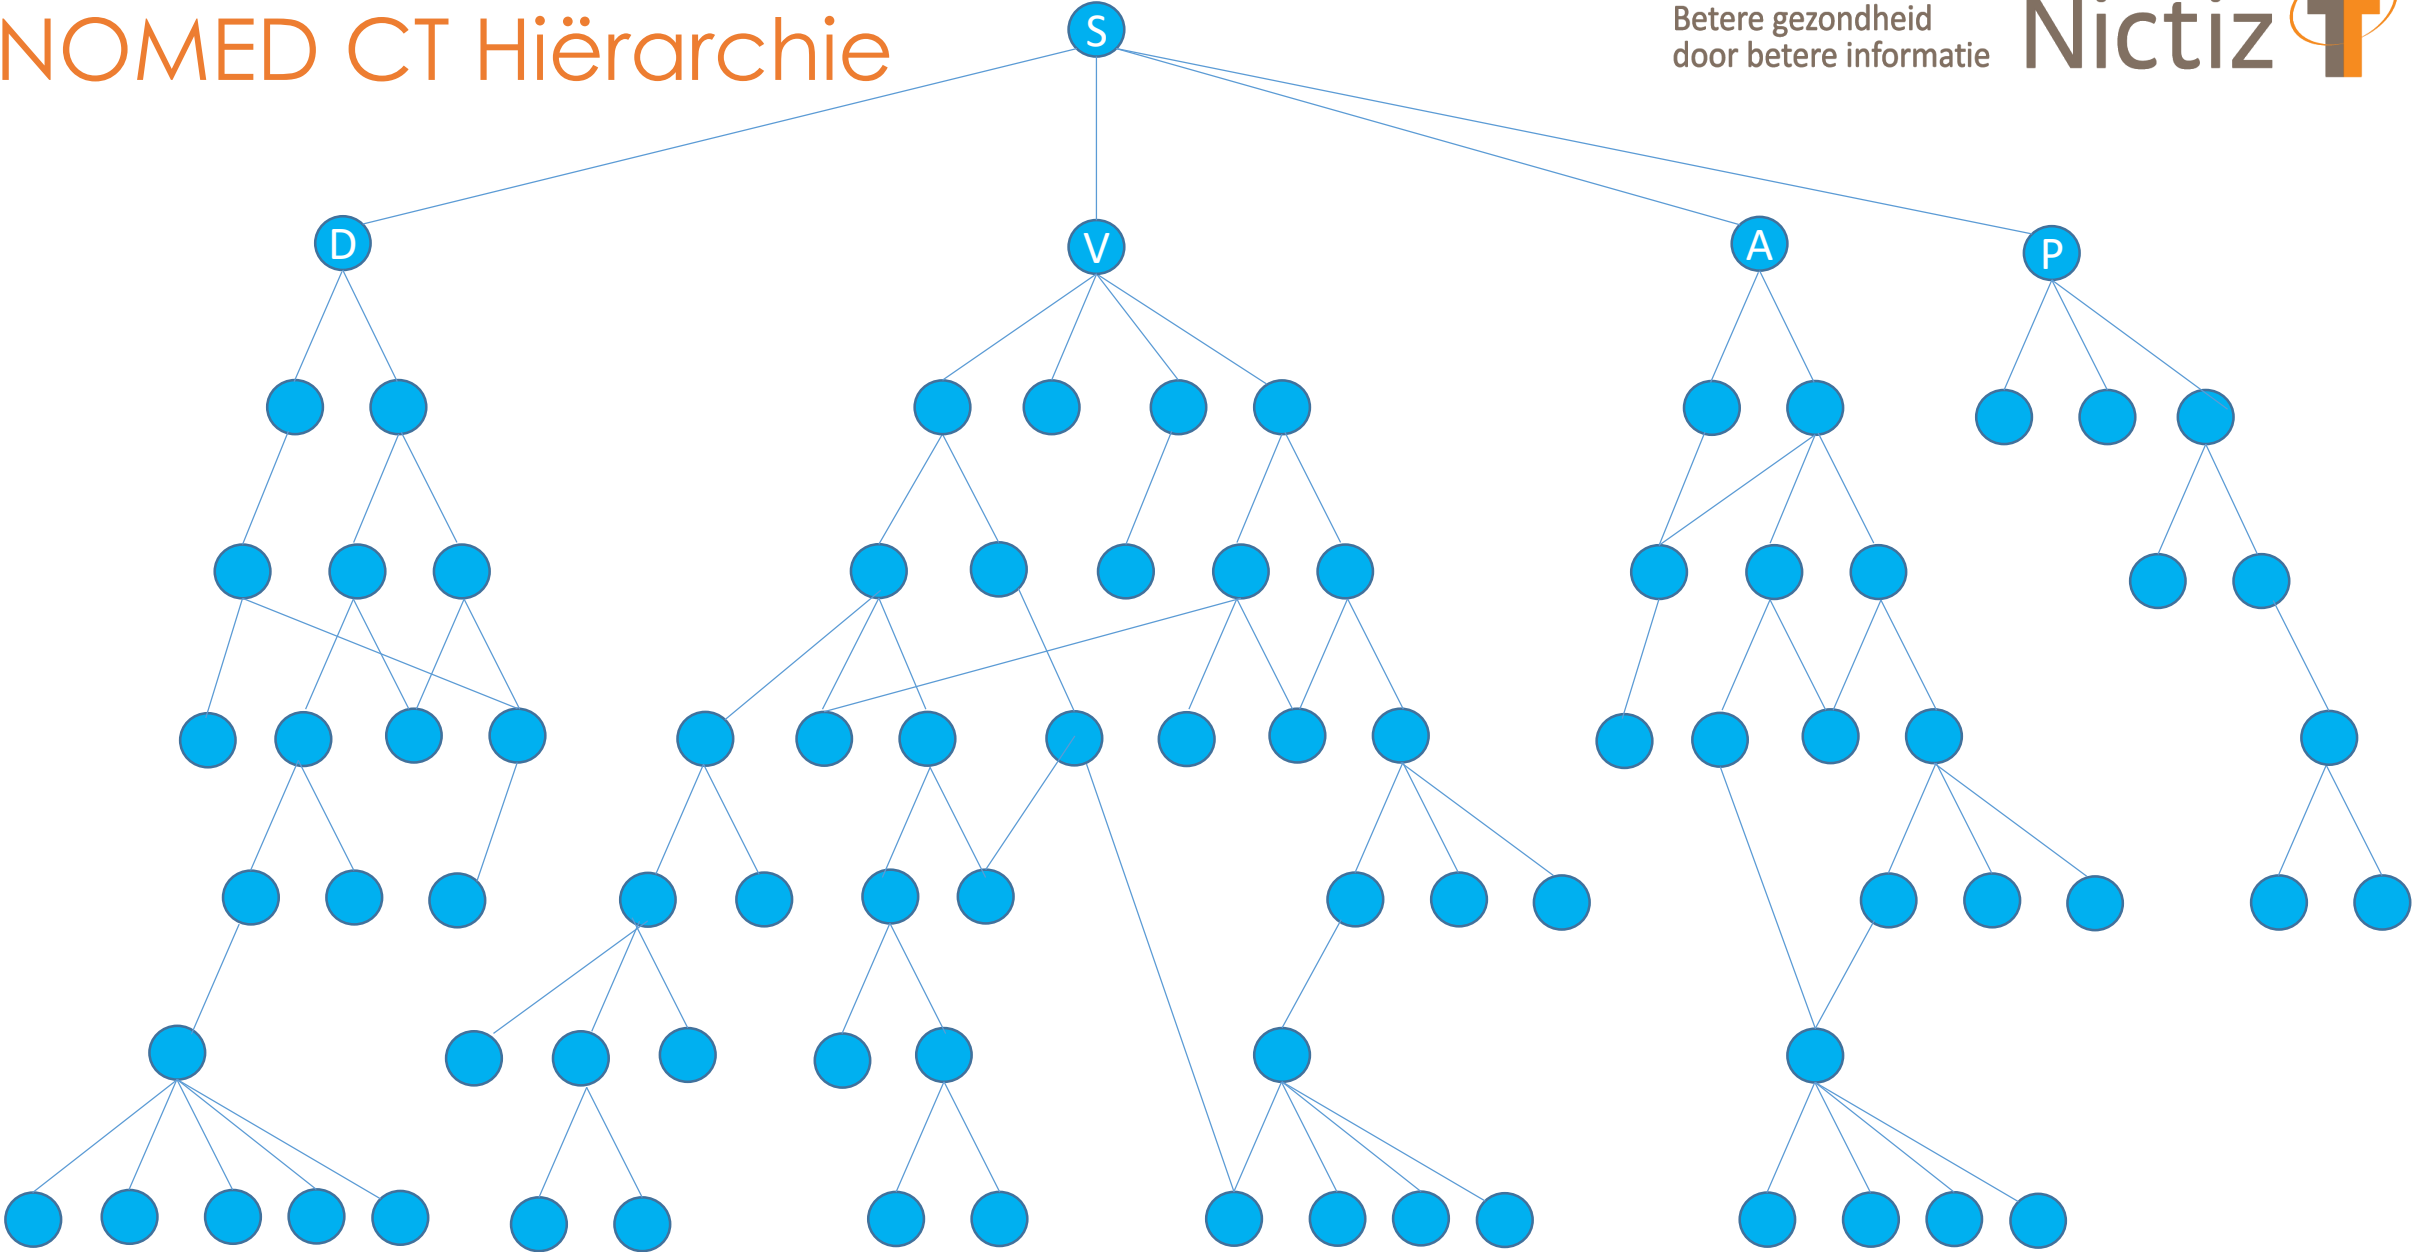 NOMED CT Hiërarchie
Betere gezondheid
door betere informatie
Nictiz
S
D
V
A
P